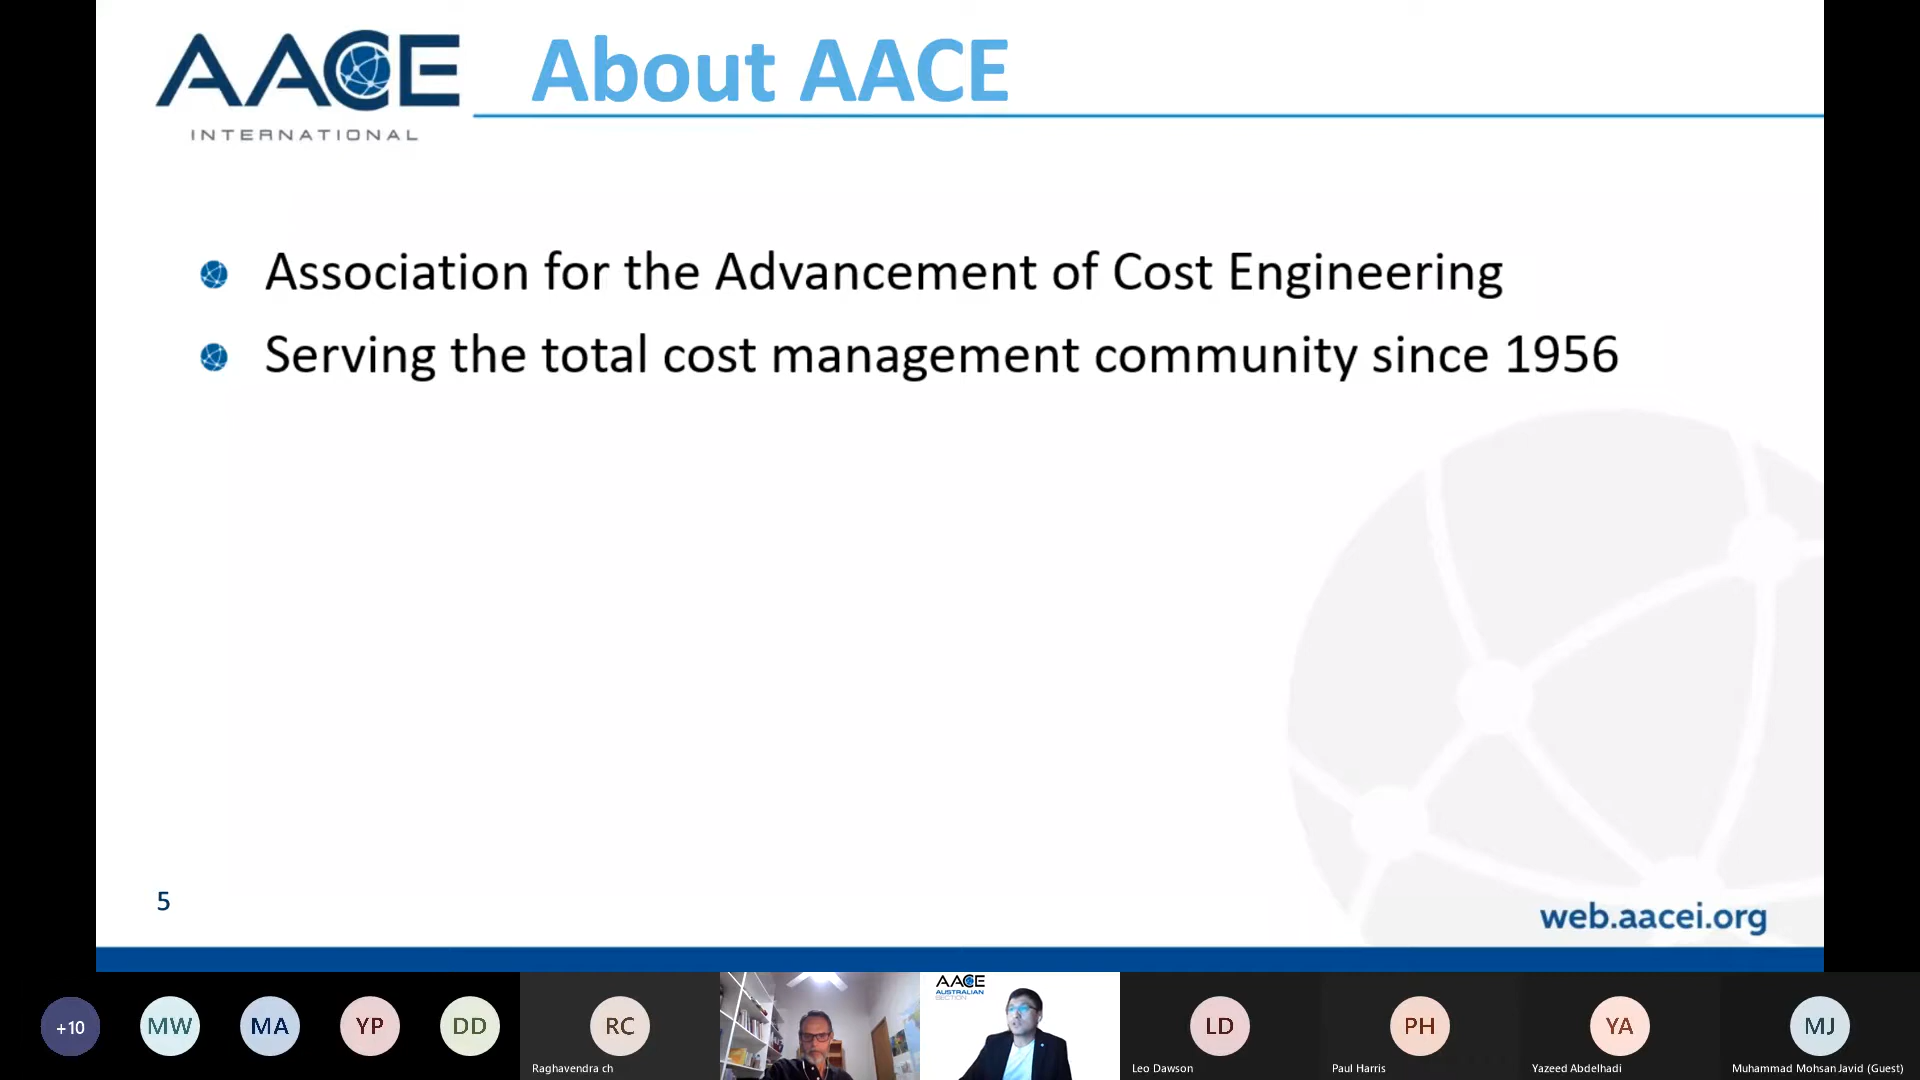 AACE
INTERNATIONAL
About AACE
Association for the Advancement of Cost Engineering
Serving the total cost management community since 1956
5
web.aacei.org
+10
MW
MA
YP
DD
RC
Raghavendra ch
AACE
AUSTRALIAN
SECTION
LD
Leo Dawson
PH
Paul Harris
YA
Yazeed Abdelhadi
MJ
Muhammad Mohsan Javid (Guest)